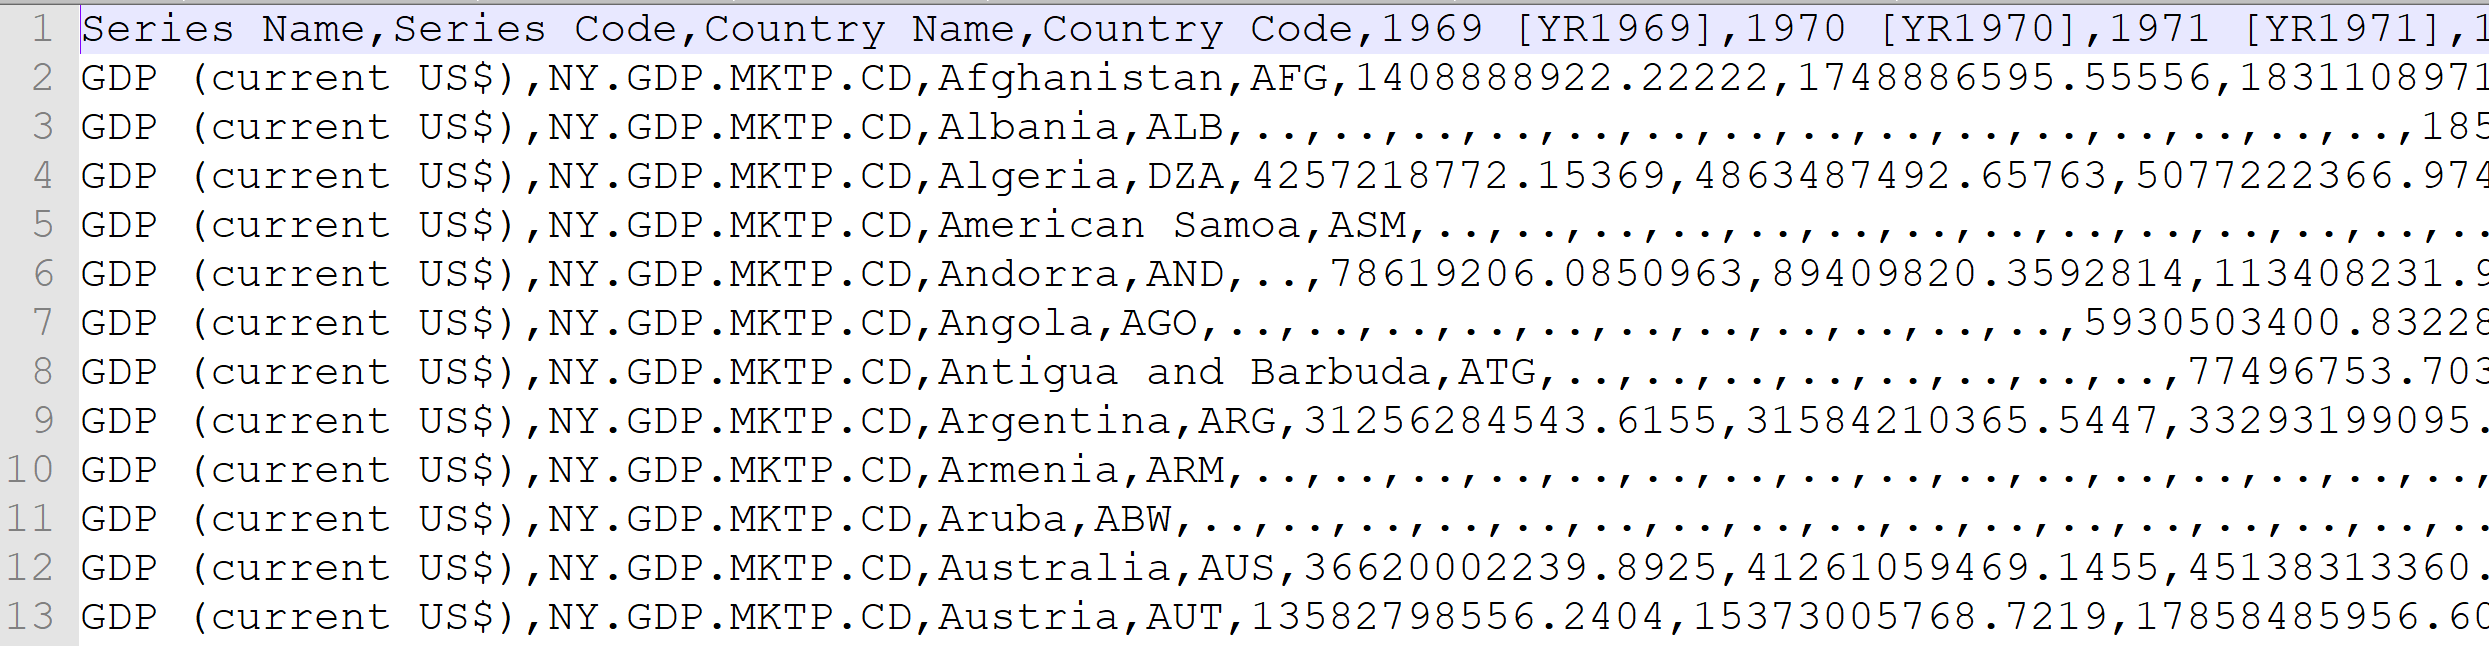 1 Series Name,Series Code,Country Name,Country Code,1969 [YR1969],1970 [YR1970],1971 [YR1971],1
2 GDP (current US$),NY.GDP.MKTP.CD,Afghanistan,AFG,1408888922.22222,1748886595.55556,1831108971
3 GDP (current US$),NY.GDP.MKTP.CD,Albania,ALB,..,..,..,..,..,..,..,..,..,..,..,..,..,..,..,185
4 GDP (current US$),NY.GDP.MKTP.CD,Algeria,DZA,4257218772.15369,4863487492.65763,5077222366.974
5 GDP (current US$),NY.GDP.MKTP.CD,American Samoa,ASM,..,..,..,..,..,..,..,..,..,..,..,..,..,..
6 GDP (current US$),NY.GDP.MKTP.CD,Andorra,AND,..,78619206.0850963,89409820.3592814,113408231.9
7 GDP (current US$),NY.GDP.MKTP.CD,Angola,AGO,..,..,..,..,..,..,..,..,..,..,..,5930503400.83228
8 GDP (current US$),NY.GDP.MKTP.CD,Antigua and Barbuda,ATG,..,..,..,..,..,..,..,..,77496753.703
9 GDP (current US$),NY.GDP.MKTP.CD,Argentina,ARG,31256284543.6155,31584210365.5447,33293199095.
10 GDP (current US$),NY.GDP.MKTP.CD,Armenia,ARM,..,..,..,..,..,..,..,..,..,..,..,..,..,..,..,..,
11 GDP (current US$),NY.GDP.MKTP.CD,Aruba,ABW,..,..,..,..,..,..,..,..,..,..,..,..,..,..,..,..,..
12 GDP (current US$),NY.GDP.MKTP.CD,Australia,AUS,36620002239.8925,41261059469.1455,45138313360.
13 GDP (current US$),NY.GDP.MKTP.CD,Austria,AUT,13582798556.2404,15373005768.7219,17858485956.60